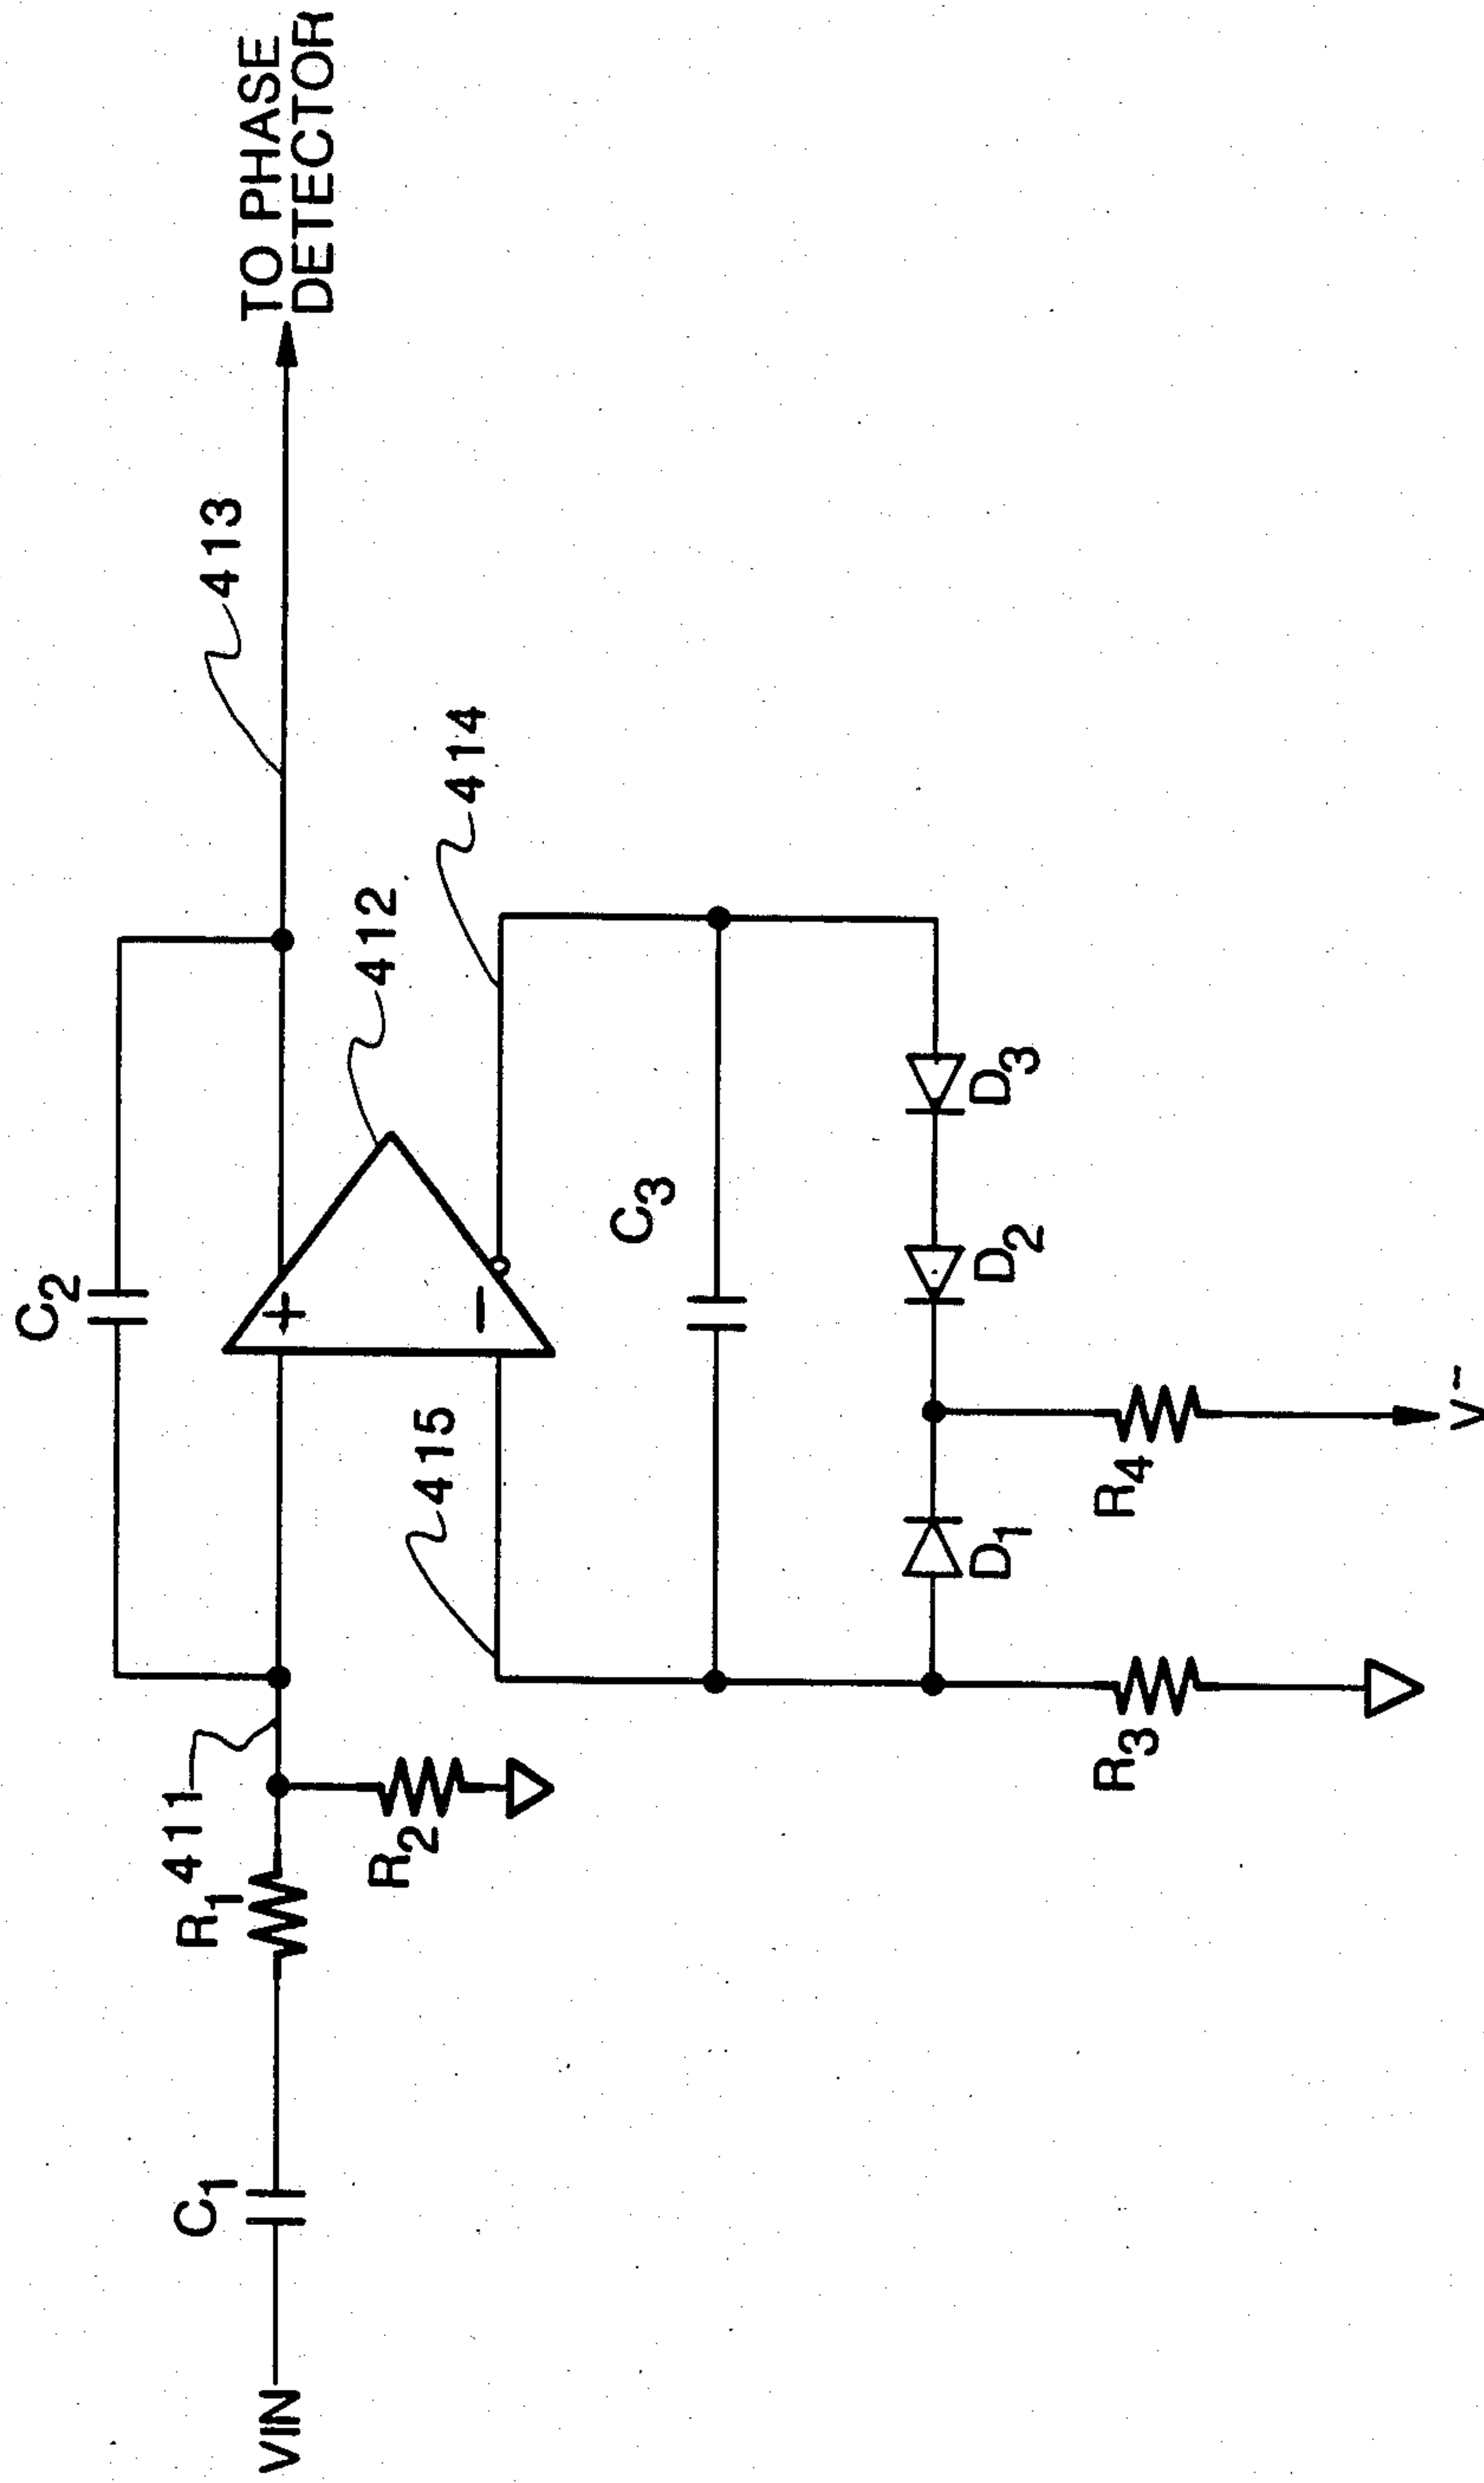 C2
413
TO PHASE
DETECTOR
412
R1
411
C1
VIN
+
−
414
415
R2
C3
D1
D2
D3
R3
R4
V-